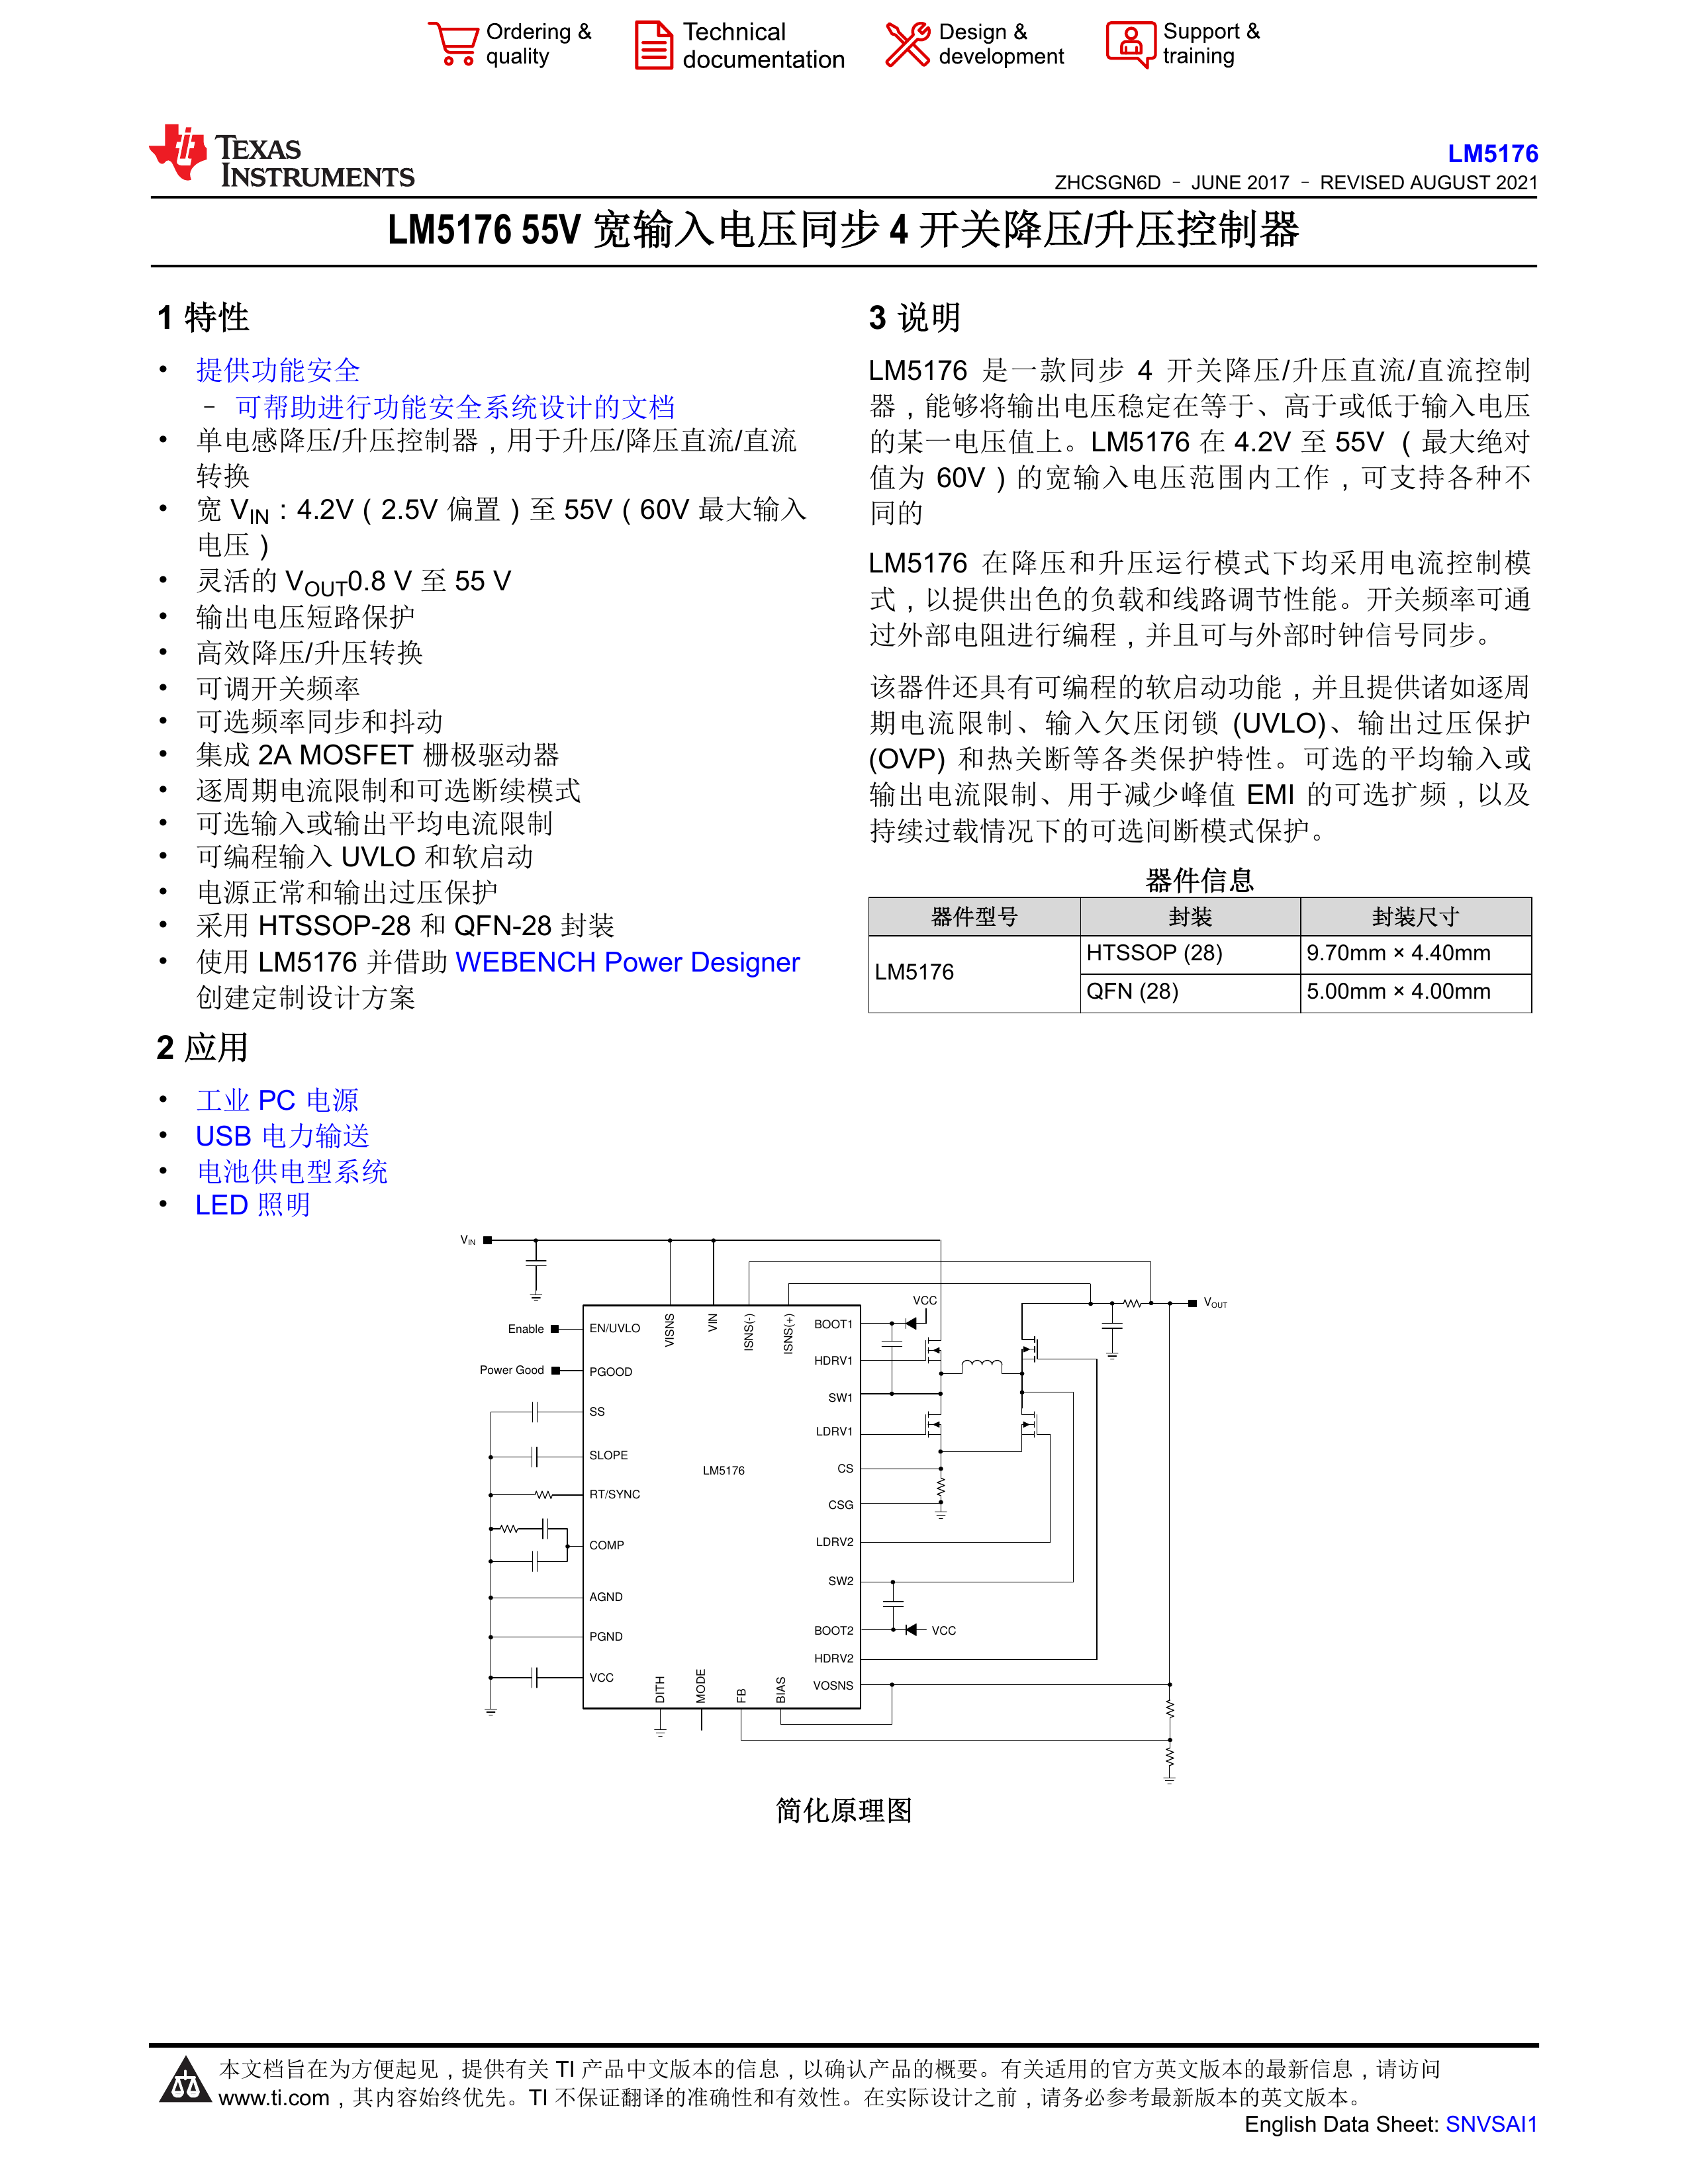 Ordering &
quality
Technical
documentation
Design &
development
Support &
training
TEXAS
INSTRUMENTS
LM5176
ZHCSGN6D – JUNE 2017 – REVISED AUGUST 2021
LM5176 55V 宽输入电压同步 4 开关降压/升压控制器
1 特性
• 提供功能安全
– 可帮助进行功能安全系统设计的文档
• 单电感降压/升压控制器，用于升压/降压直流/直流
转换
• 宽 VIN：4.2V（2.5V 偏置）至 55V（60V 最大输入
电压）
• 灵活的 VOUT0.8 V 至 55 V
• 输出电压短路保护
• 高效降压/升压转换
• 可调开关频率
• 可选频率同步和抖动
• 集成 2A MOSFET 栅极驱动器
• 逐周期电流限制和可选断续模式
• 可选输入或输出平均电流限制
• 可编程输入 UVLO 和软启动
• 电源正常和输出过压保护
• 采用 HTSSOP-28 和 QFN-28 封装
• 使用 LM5176 并借助 WEBENCH Power Designer
创建定制设计方案
2 应用
• 工业 PC 电源
• USB 电力输送
• 电池供电型系统
• LED 照明
3 说明
LM5176 是一款同步 4 开关降压/升压直流/直流控制
器，能够将输出电压稳定在等于、高于或低于输入电压
的某一电压值上。LM5176 在 4.2V 至 55V （最大绝对
值为 60V）的宽输入电压范围内工作，可支持各种不
同的
LM5176 在降压和升压运行模式下均采用电流控制模
式，以提供出色的负载和线路调节性能。开关频率可通
过外部电阻进行编程，并且可与外部时钟信号同步。
该器件还具有可编程的软启动功能，并且提供诸如逐周
期电流限制、输入欠压闭锁 (UVLO)、输出过压保护
(OVP) 和热关断等各类保护特性。可选的平均输入或
输出电流限制、用于减少峰值 EMI 的可选扩频，以及
持续过载情况下的可选间断模式保护。
器件信息
器件型号 封装 封装尺寸
LM5176 HTSSOP (28) 9.70mm × 4.40mm
QFN (28) 5.00mm × 4.00mm
VIN
VOUT
VCC
Enable
Power Good
EN/UVLO
PGOOD
SS
SLOPE
RT/SYNC
COMP
AGND
PGND
VCC
VISNS
VIN
ISNS(-)
ISNS(+)
LM5176
BOOT1
HDRV1
SW1
LDRV1
CS
CSG
LDRV2
SW2
BOOT2
VCC
HDRV2
VOSNS
DITH
MODE
FB
BIAS
简化原理图
本文档旨在为方便起见，提供有关 TI 产品中文版本的信息，以确认产品的概要。有关适用的官方英文版本的最新信息，请访问
www.ti.com，其内容始终优先。TI 不保证翻译的准确性和有效性。在实际设计之前，请务必参考最新版本的英文版本。
English Data Sheet: SNVSAI1